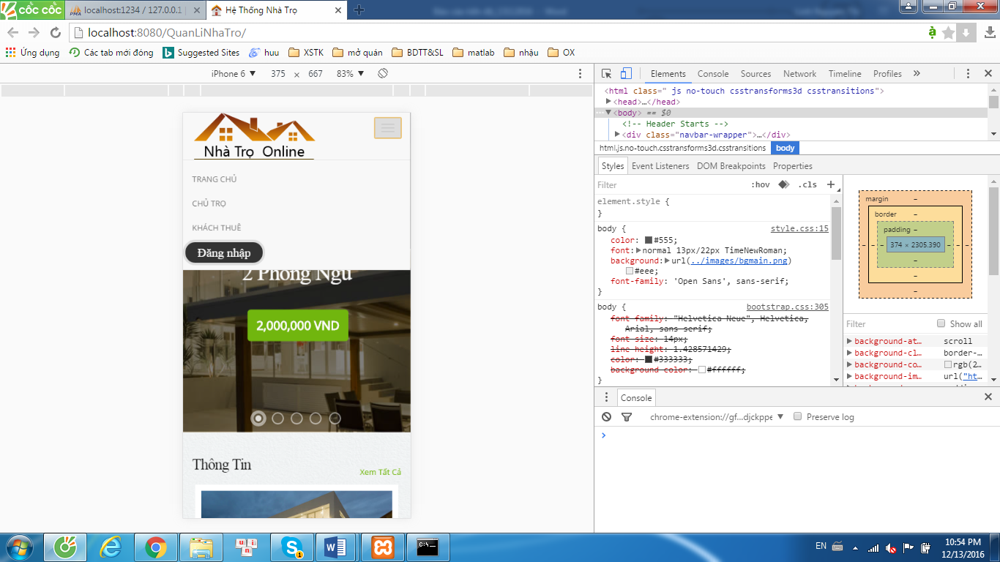 CỐC CỐC
localhost:1234 / 127.0.0.1
Hệ Thống Nhà Trọ
localhost:8080/QuanLiNhaTro/
Ứng dụng
Các tab mới đóng
Suggested Sites
huu
XSTK
mở quán
BDTT&SL
matlab
nhậu
OX
iPhone 6 ▼ 375 × 667 83% ▼
Nhà Trọ Online
TRANG CHỦ
CHỦ TRỌ
KHÁCH THUÊ
Đăng nhập
2 Phòng Ngủ
2,000,000 VND
Thông Tin
Xem Tất Cả
Elements Console Sources Network Timeline Profiles »
<html class=" js no-touch csstransforms3d csstransitions">
▶<head>…</head>
… ▼<body> == $0
<!-- Header Starts -->
▶<div class="navbar-wrapper">…</div>
html.js.no-touch.csstransforms3d.csstransitions body
Styles Event Listeners DOM Breakpoints Properties
Filter :hov .cls +
element.style {
}
body { style.css:15
color: #555;
font:▶normal 13px/22px TimeNewRoman;
background:▶url(../images/bgmain.png)
#eee;
font-family: 'Open Sans', sans-serif;
}
body { bootstrap.css:305
font-family: "Helvetica Neue", Helvetica,
Arial, sans-serif;
font-size: 14px;
line-height: 1.428571429;
color: #333333;
background-color: #ffffff;
}
margin –
border –
padding –
– – – 374 × 2305.390 – – –
–
–
–
Filter Show all
▶ background-at… scroll
▶ background-cl… border-…
▶ background-co… rgb(2…
▶ background-im… url("ht…
Console
chrome-extension://gf…djckppe ▼ Preserve log
>
EN
10:54 PM
12/13/2016